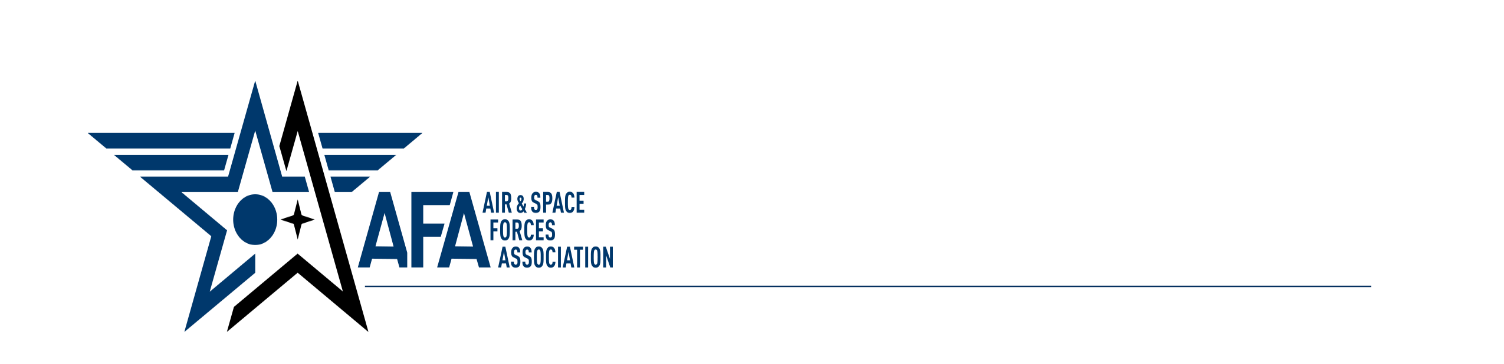 AFA
AIR & SPACE
FORCES
ASSOCIATION